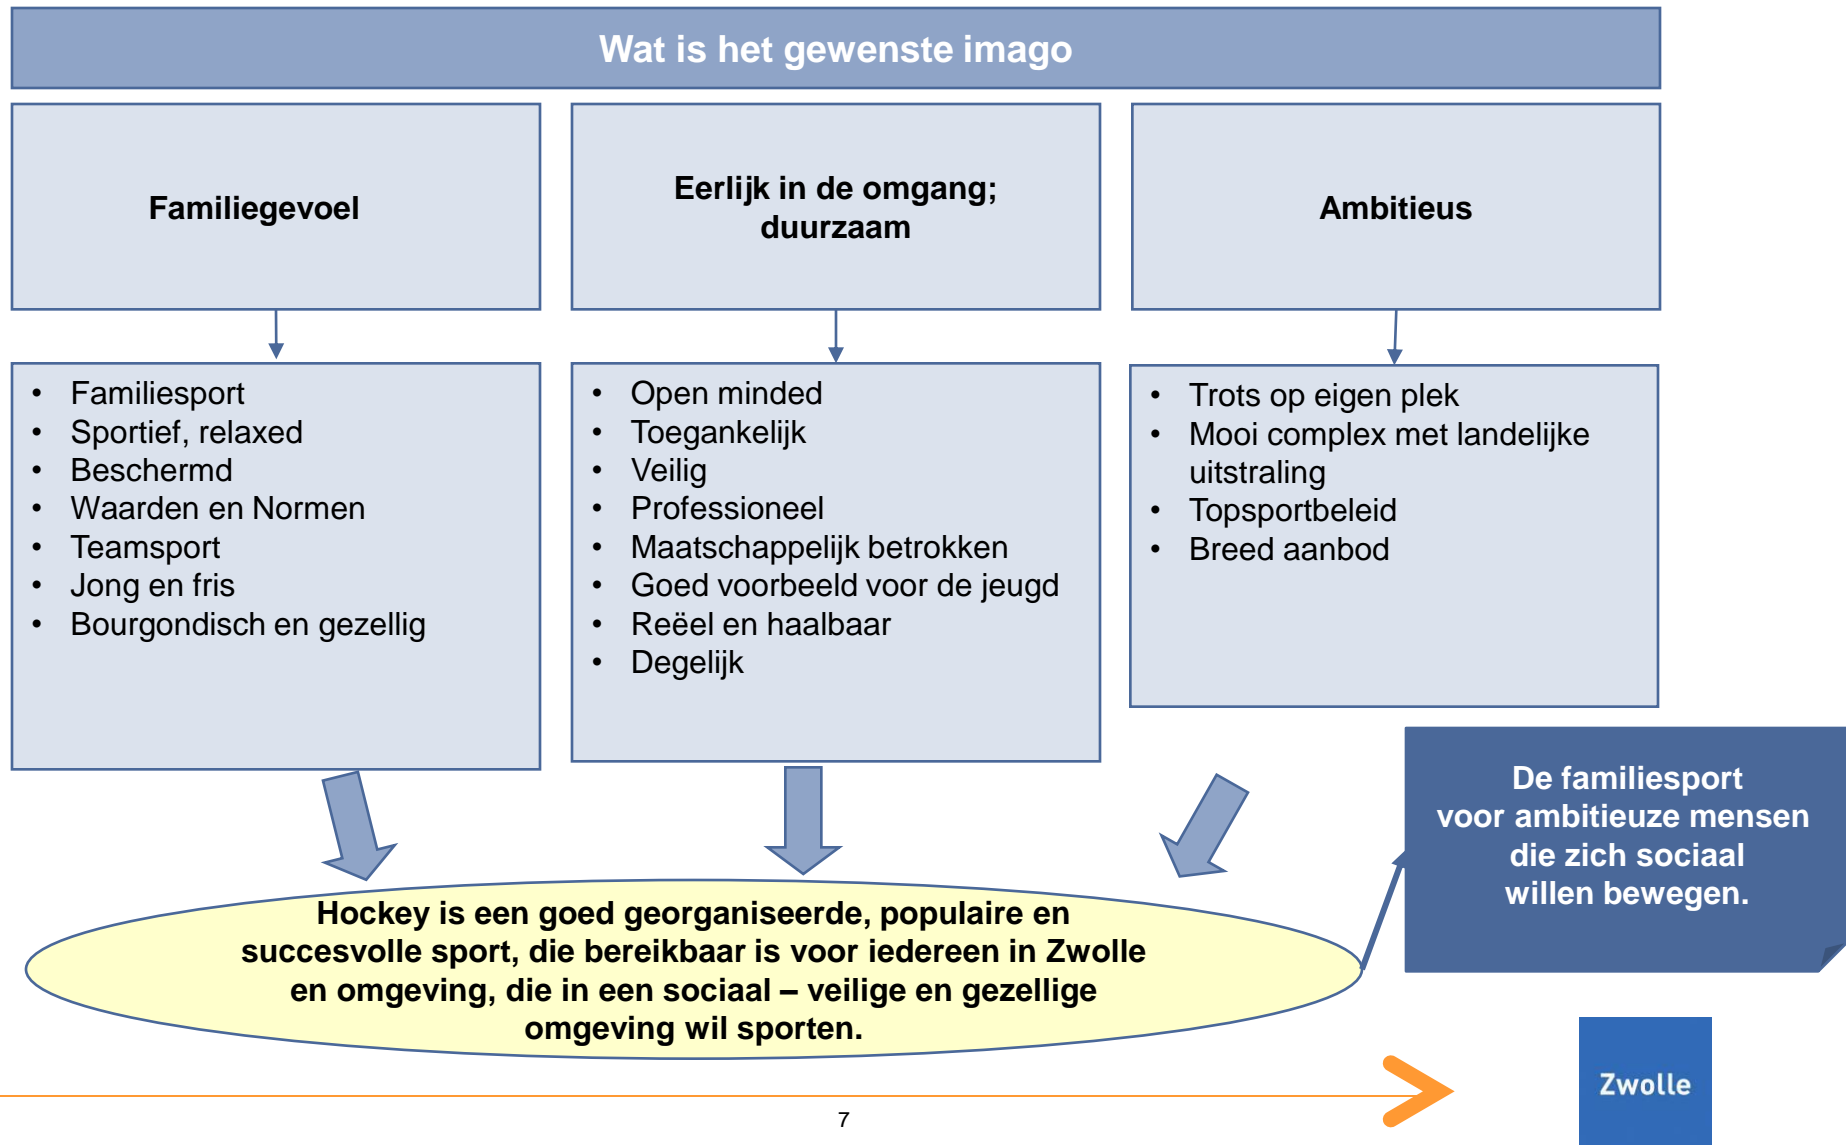 Wat is het gewenste imago
Familiegevoel
Eerlijk in de omgang;
duurzaam
Ambitieus
• Familiesport
• Sportief, relaxed
• Beschermd
• Waarden en Normen
• Teamsport
• Jong en fris
• Bourgondisch en gezellig
• Open minded
• Toegankelijk
• Veilig
• Professioneel
• Maatschappelijk betrokken
• Goed voorbeeld voor de jeugd
• Reëel en haalbaar
• Degelijk
• Trots op eigen plek
• Mooi complex met landelijke
uitstraling
• Topsportbeleid
• Breed aanbod
De familiesport
voor ambitieuze mensen
die zich sociaal
willen bewegen.
Hockey is een goed georganiseerde, populaire en
succesvolle sport, die bereikbaar is voor iedereen in Zwolle
en omgeving, die in een sociaal – veilige en gezellige
omgeving wil sporten.
Zwolle
7